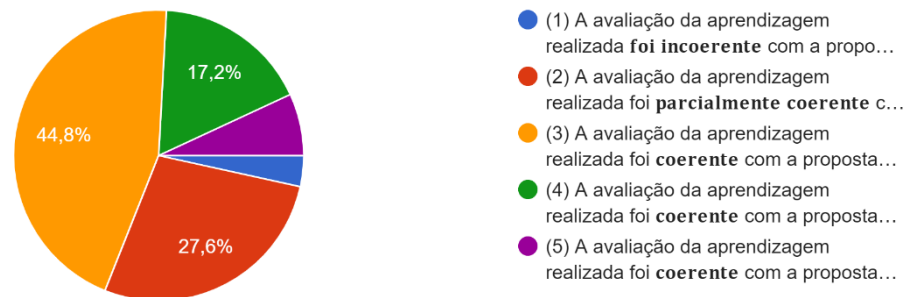 17,2%
44,8%
27,6%
(1) A avaliação da aprendizagem
realizada foi incoerente com a propo…
(2) A avaliação da aprendizagem
realizada foi parcialmente coerente c…
(3) A avaliação da aprendizagem
realizada foi coerente com a proposta…
(4) A avaliação da aprendizagem
realizada foi coerente com a proposta…
(5) A avaliação da aprendizagem
realizada foi coerente com a proposta…